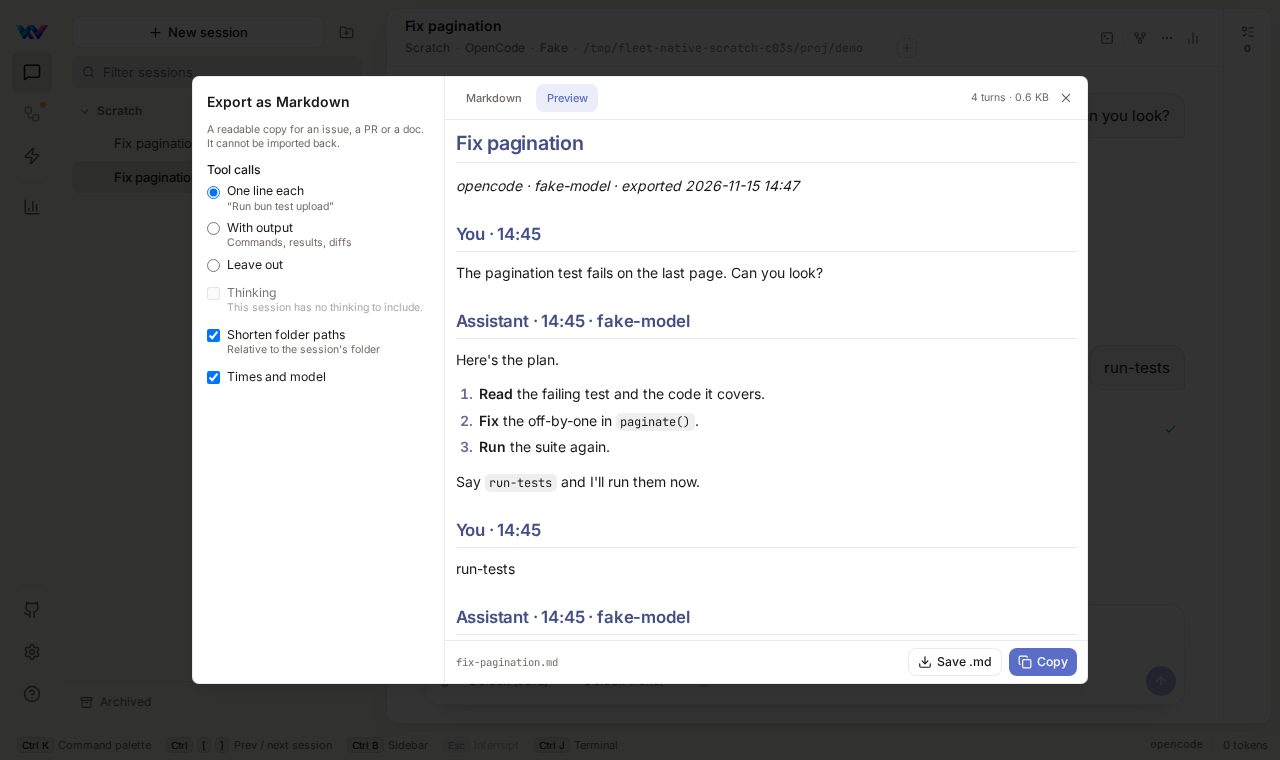 New session
Filter sessions
Scratch
Fix pagination
Archived
Fix pagination
Scratch · OpenCode · Fake · /tmp/fleet-native-scratch-c03s/proj/demo
0
n you look?
run-tests
Export as Markdown
A readable copy for an issue, a PR or a doc.
It cannot be imported back.
Tool calls
One line each
“Run bun test upload”
With output
Commands, results, diffs
Leave out
Thinking
This session has no thinking to include.
Shorten folder paths
Relative to the session's folder
Times and model
Markdown
Preview
4 turns · 0.6 KB
Fix pagination
opencode · fake-model · exported 2026-11-15 14:47
You · 14:45
The pagination test fails on the last page. Can you look?
Assistant · 14:45 · fake-model
Here's the plan.
1. Read the failing test and the code it covers.
2. Fix the off-by-one in paginate().
3. Run the suite again.
Say run-tests and I'll run them now.
You · 14:45
run-tests
Assistant · 14:45 · fake-model
fix-pagination.md
Save .md
Copy
Ctrl K Command palette
Ctrl [ ] Prev / next session
Ctrl B Sidebar
Esc Interrupt
Ctrl J Terminal
opencode
0 tokens